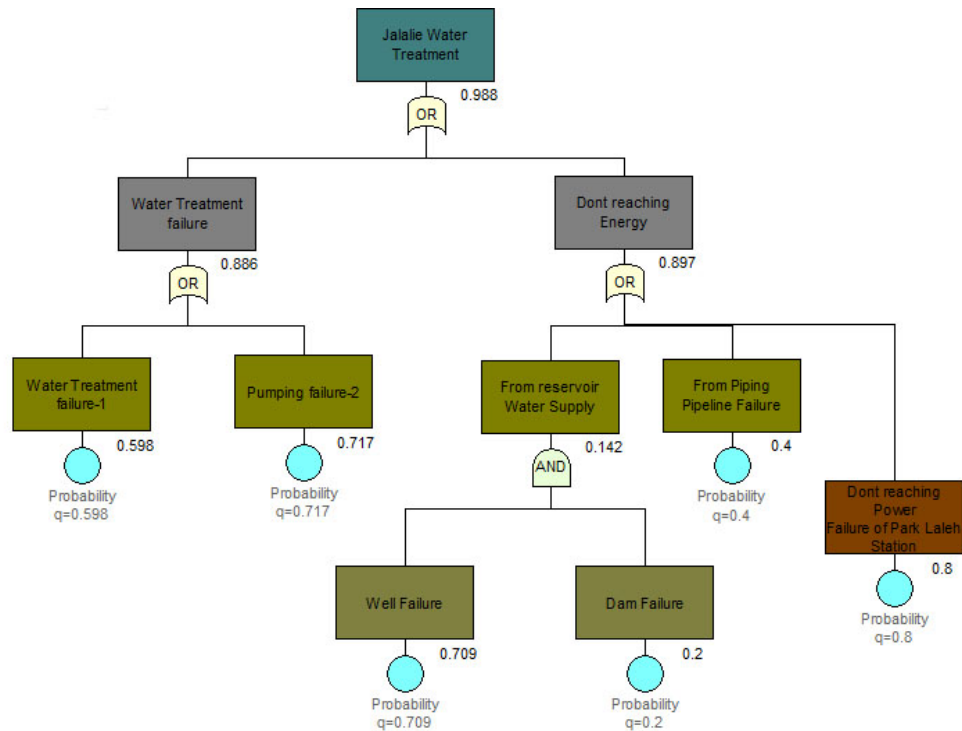 Jalalie Water
Treatment
0.988
OR
Water Treatment
failure
0.886
OR
Dont reaching
Energy
0.897
OR
Water Treatment
failure-1
0.598
Probability
q=0.598
Pumping failure-2
0.717
Probability
q=0.717
From reservoir
Water Supply
0.142
AND
From Piping
Pipeline Failure
0.4
Probability
q=0.4
Dont reaching
Power
Failure of Park Laleh
Station
0.8
Probability
q=0.8
Well Failure
0.709
Probability
q=0.709
Dam Failure
0.2
Probability
q=0.2